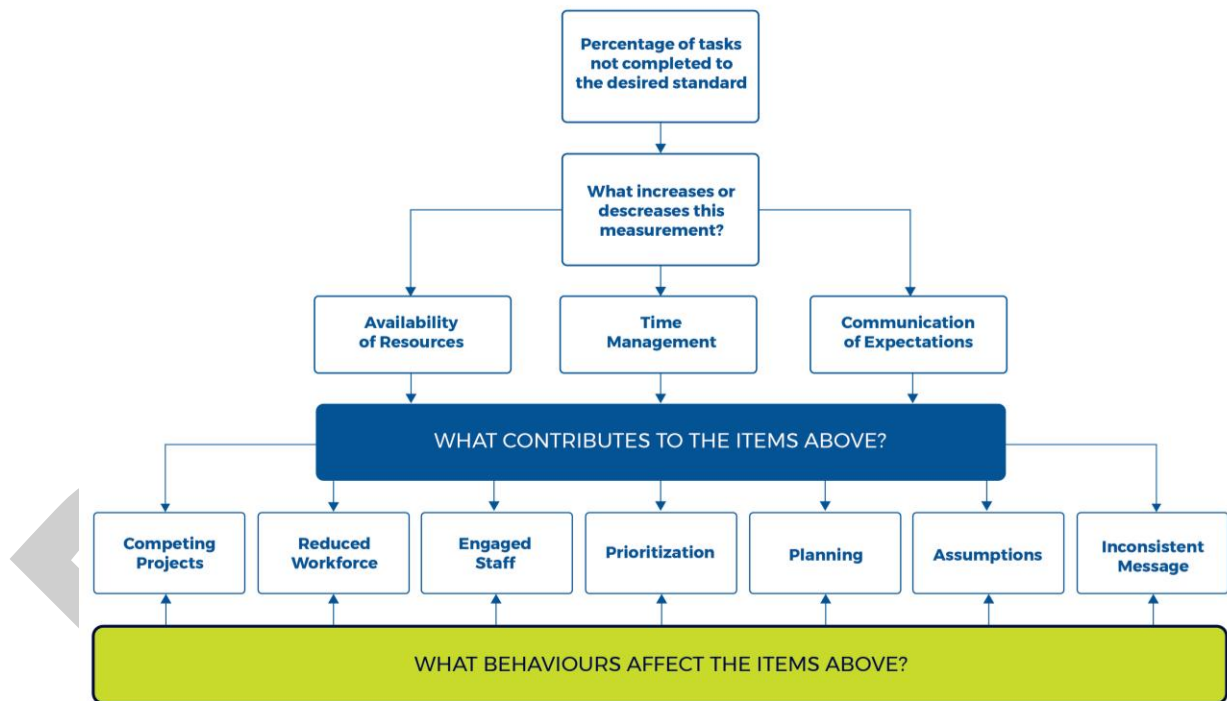 Percentage of tasks
not completed to
the desired standard
What increases or
descreases this
measurement?
Availability
of Resources
Time
Management
Communication
of Expectations
WHAT CONTRIBUTES TO THE ITEMS ABOVE?
Competing
Projects
Reduced
Workforce
Engaged
Staff
Prioritization
Planning
Assumptions
Inconsistent
Message
WHAT BEHAVIOURS AFFECT THE ITEMS ABOVE?